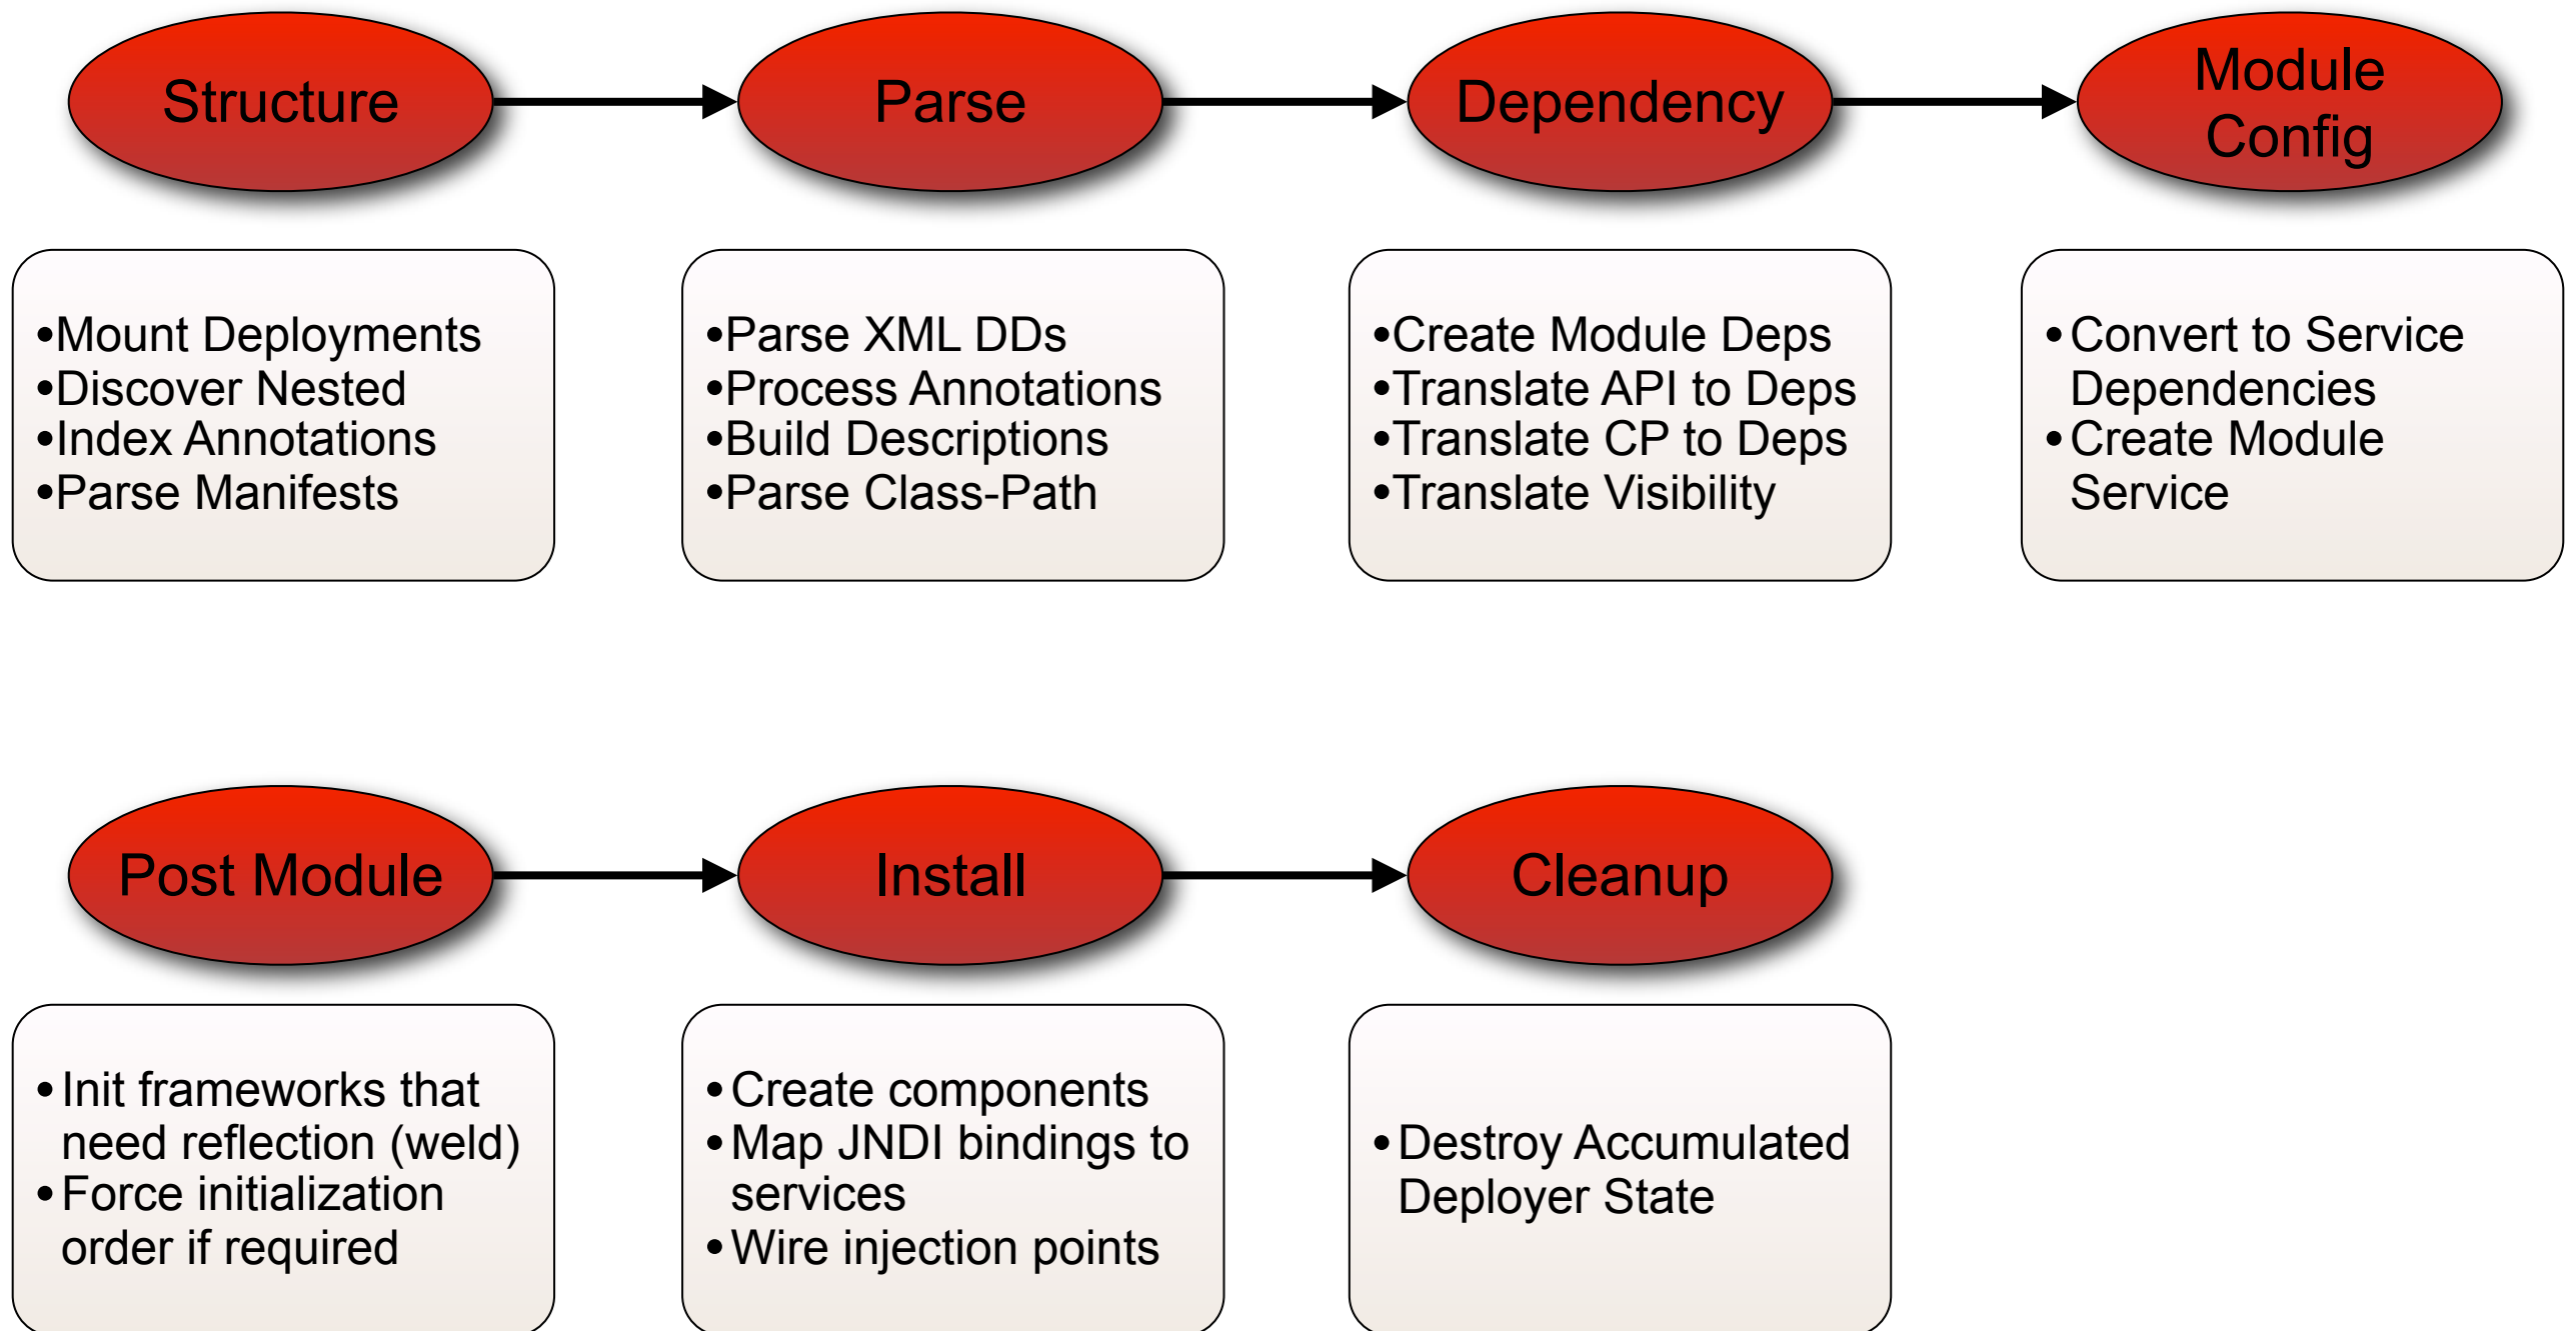 Structure
Parse
Dependency
Module
Config
•Mount Deployments
•Discover Nested
•Index Annotations
•Parse Manifests
•Parse XML DDs
•Process Annotations
•Build Descriptions
•Parse Class-Path
•Create Module Deps
•Translate API to Deps
•Translate CP to Deps
•Translate Visibility
•Convert to Service
Dependencies
•Create Module
Service
Post Module
Install
Cleanup
•Init frameworks that
need reflection (weld)
•Force initialization
order if required
•Create components
•Map JNDI bindings to
services
•Wire injection points
•Destroy Accumulated
Deployer State